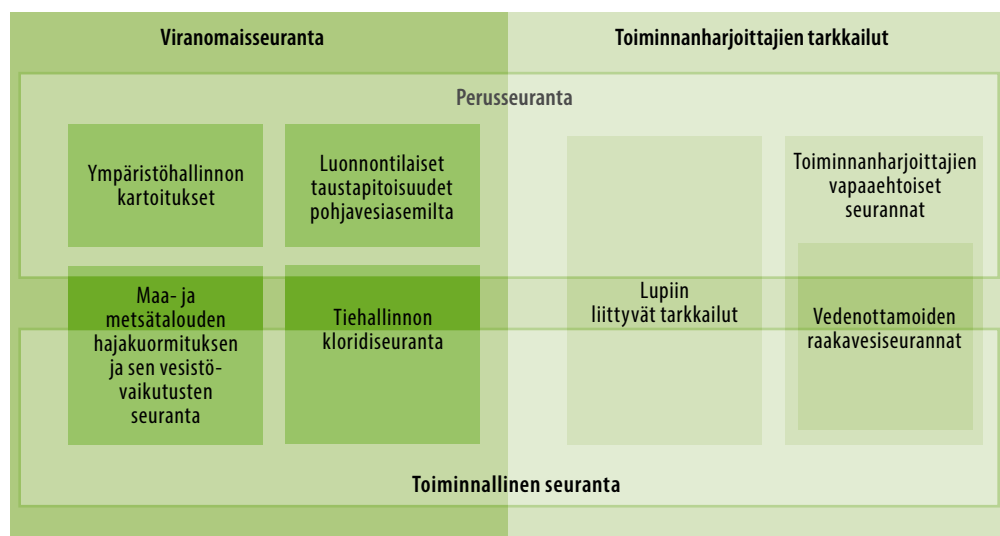 Viranomaisseuranta
Toiminnanharjoittajien tarkkailut
Perusseuranta
Ympäristöhallinnon
kartoitukset
Luonnontilaiset
taustapitoisuudet
pohjavesiasemilta
Toiminnanharjoittajien
vapaaehtoiset
seurannat
Maa- ja
metsätalouden
hajakuormituksen
ja sen vesistö-
vaikutusten
seuranta
Tiehallinnon
kloridiseuranta
Lupiin
liittyvät tarkkailut
Vedenottamoiden
raakavesiseurannat
Toiminnallinen seuranta